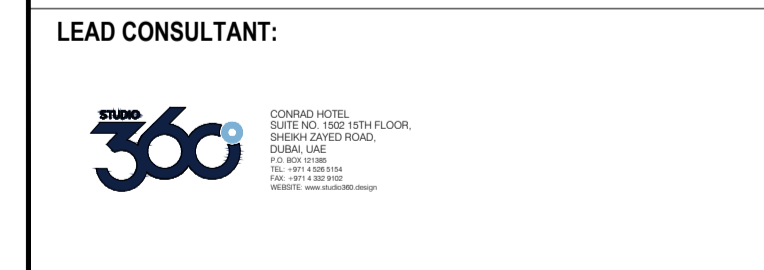 LEAD CONSULTANT:
STUDIO
360°
CONRAD HOTEL
SUITE NO. 1502 15TH FLOOR,
SHEIKH ZAYED ROAD,
DUBAI, UAE
P.O. BOX 121385
TEL: +971 4 526 5154
FAX: +971 4 332 9102
WEBSITE: www.studio360.design